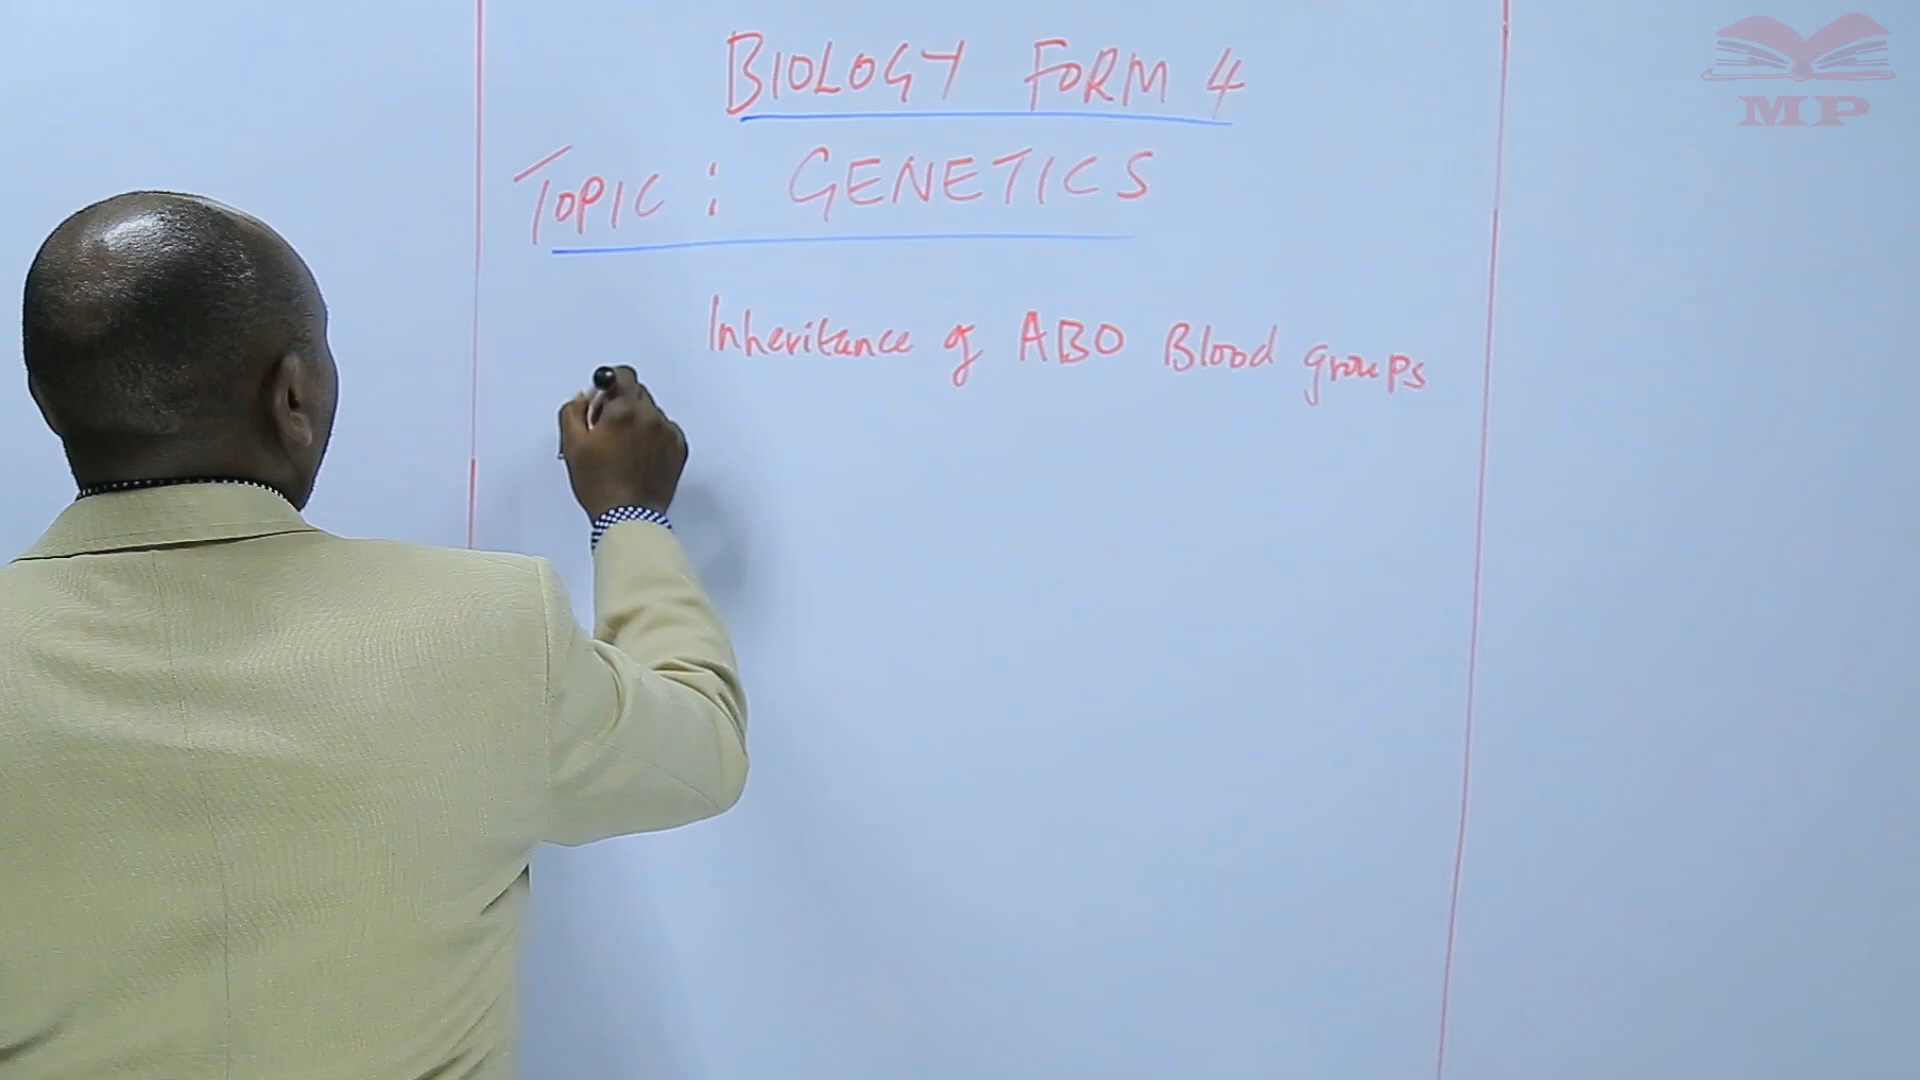 BIOLOGY FORM 4
TOPIC : GENETICS
Inheritance of ABO Blood groups
MP